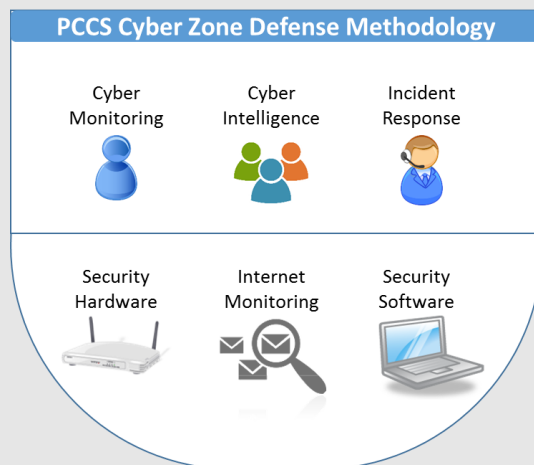 PCCS Cyber Zone Defense Methodology
Cyber
Monitoring
Cyber
Intelligence
Incident
Response
Security
Hardware
Internet
Monitoring
Security
Software